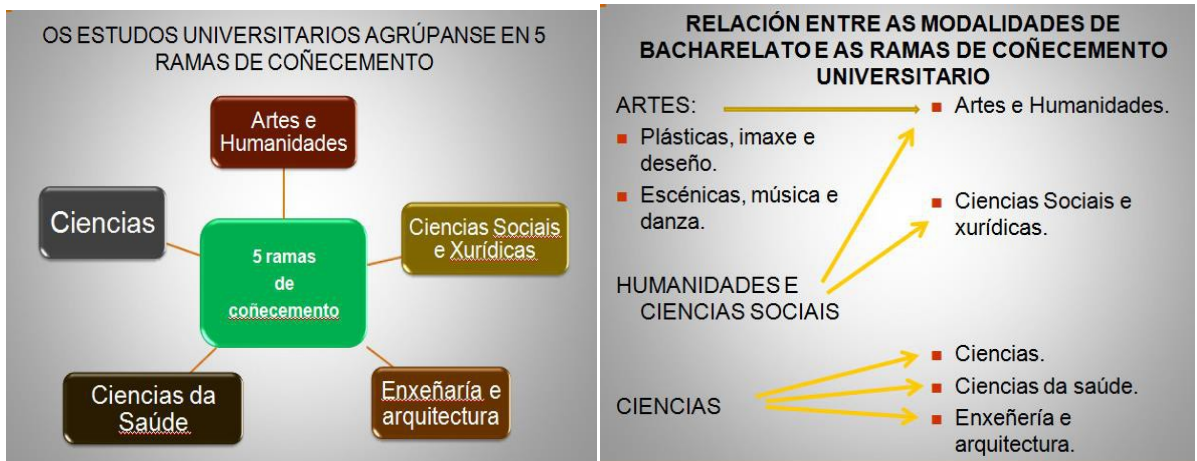 OS ESTUDOS UNIVERSITARIOS AGRÚPANSE EN 5
RAMAS DE COÑECEMENTO
Artes e
Humanidades
Ciencias
Ciencias Sociais
e Xurídicas
5 ramas
de
coñecemento
Ciencias da
Saúde
Enxeñaría e
arquitectura
RELACIÓN ENTRE AS MODALIDADES DE
BACHARELATO E AS RAMAS DE COÑECEMENTO
UNIVERSITARIO
ARTES:
Plásticas, imaxe e
deseño.
Escénicas, música e
danza.
HUMANIDADES E
CIENCIAS SOCIAIS
CIENCIAS
Artes e Humanidades.
Ciencias Sociais e
xurídicas.
Ciencias.
Ciencias da saúde.
Enxeñería e
arquitectura.